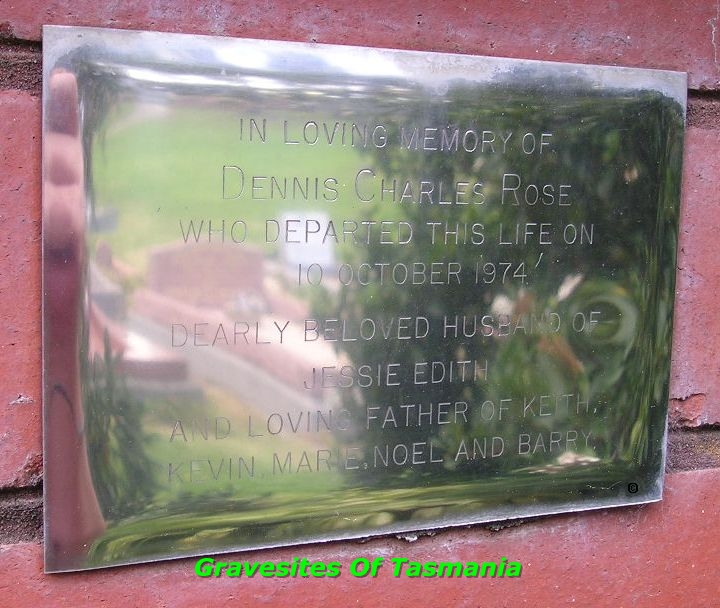 IN LOVING MEMORY OF
DENNIS CHARLES ROSE
WHO DEPARTED THIS LIFE ON
10 OCTOBER 1974.
DEARLY BELOVED HUSBAND OF
JESSIE EDITH
AND LOVING FATHER OF KEITH,
KEVIN, MARIE, NOEL AND BARRY.
Gravesites Of Tasmania